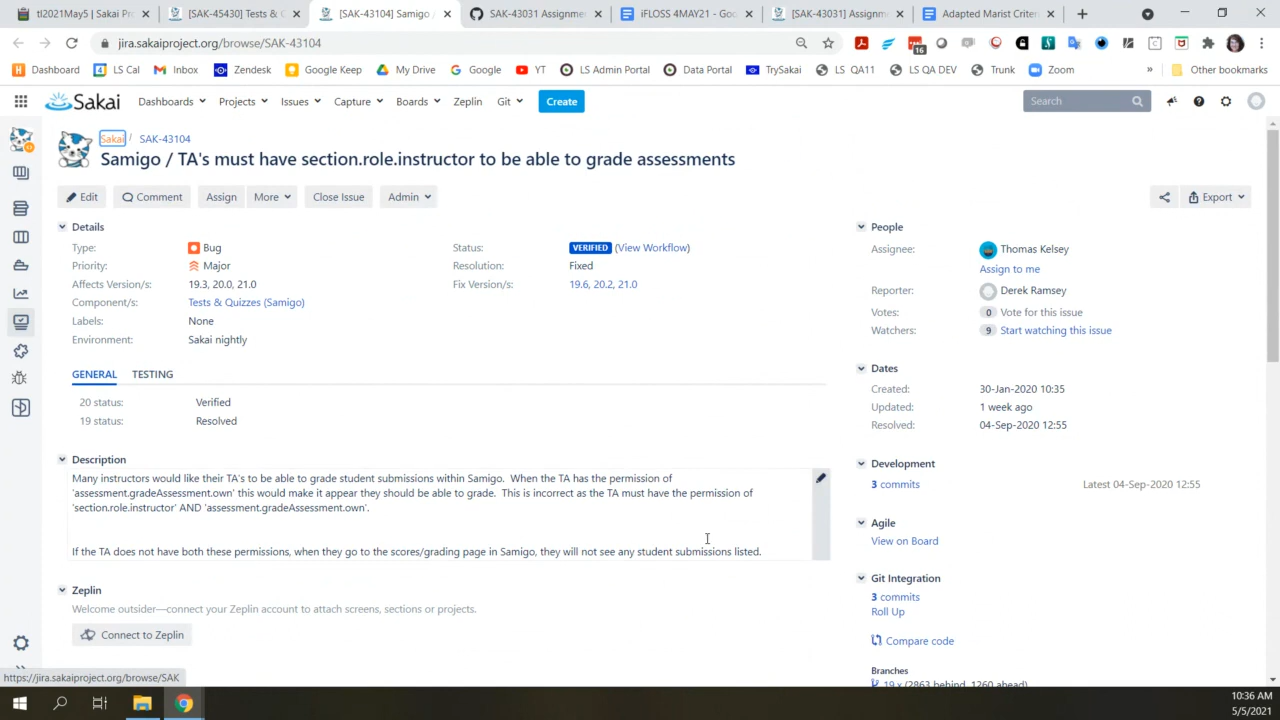 tl2021May5 | Sakai Pro
[SAK-45430] Tests & C
[SAK-43104] Samigo /
SAK-43031 Assignmen
iFLOSS 4MAY21 - Goo
[SAK-43031] Assignme
Adapted Marist Criteri
jira.sakaiproject.org/browse/SAK-43104
16
Dashboard
LS Cal
Inbox
Zendesk
Google Keep
My Drive
Google
YT
LS Admin Portal
Data Portal
TrySakai
LS QA11
LS QA DEV
Trunk
Zoom
»
Other bookmarks
Sakai
Dashboards
Projects
Issues
Capture
Boards
Zeplin
Git
Create
Search
Sakai / SAK-43104
Samigo / TA's must have section.role.instructor to be able to grade assessments
Edit
Comment
Assign
More
Close Issue
Admin
Export
Details
Type: Bug
Status: VERIFIED (View Workflow)
Priority: Major
Resolution: Fixed
Affects Version/s: 19.3, 20.0, 21.0
Fix Version/s: 19.6, 20.2, 21.0
Component/s: Tests & Quizzes (Samigo)
Labels: None
Environment: Sakai nightly
GENERAL TESTING
20 status: Verified
19 status: Resolved
Description
Many instructors would like their TA's to be able to grade student submissions within Samigo. When the TA has the permission of
'assessment.gradeAssessment.own' this would make it appear they should be able to grade. This is incorrect as the TA must have the permission of
'section.role.instructor' AND 'assessment.gradeAssessment.own'.
If the TA does not have both these permissions, when they go to the scores/grading page in Samigo, they will not see any student submissions listed.
Zeplin
Welcome outsider—connect your Zeplin account to attach screens, sections or projects.
Connect to Zeplin
People
Assignee: Thomas Kelsey
Assign to me
Reporter: Derek Ramsey
Votes: 0 Vote for this issue
Watchers: 9 Start watching this issue
Dates
Created: 30-Jan-2020 10:35
Updated: 1 week ago
Resolved: 04-Sep-2020 12:55
Development
3 commits Latest 04-Sep-2020 12:55
Agile
View on Board
Git Integration
3 commits
Roll Up
Compare code
Branches
19.x (2863 behind, 1260 ahead)
https://jira.sakaiproject.org/browse/SAK
10:36 AM
5/5/2021